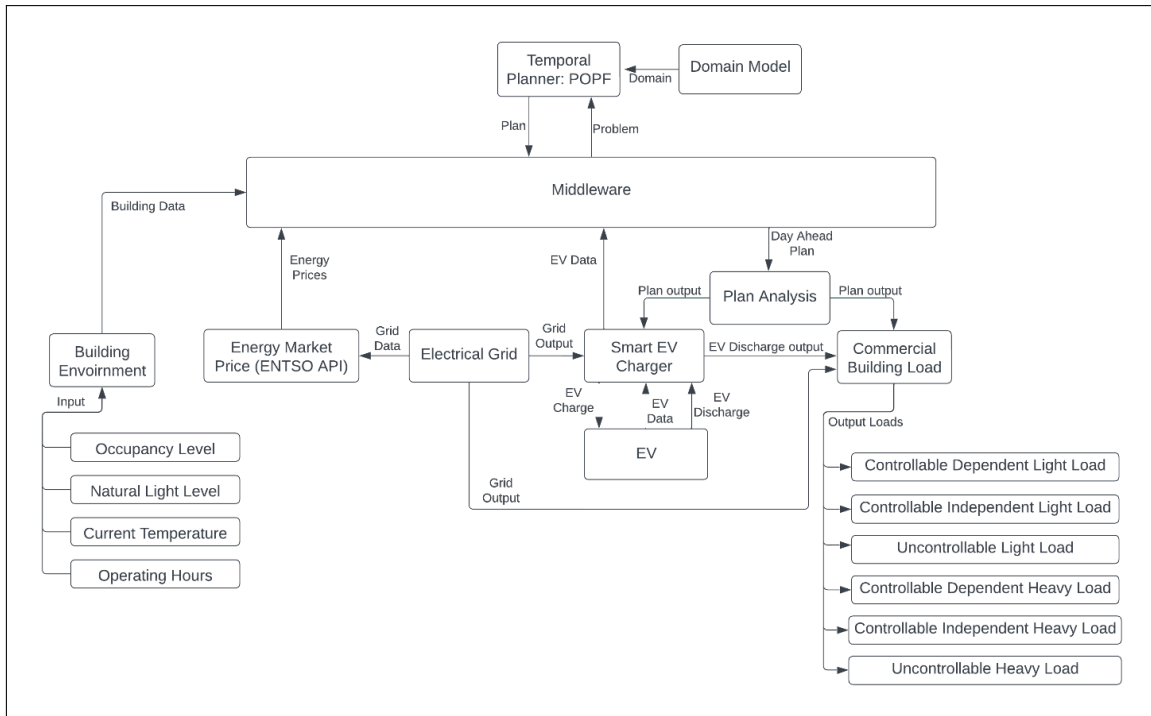 Temporal
Planner: POPF
Domain
Domain Model
Plan
Problem
Middleware
Building Data
Energy
Prices
EV Data
Day Ahead
Plan
Plan output
Plan Analysis
Plan output
Building
Envoirnment
Energy Market
Price (ENTSO API)
Grid
Data
Electrical Grid
Grid
Output
Smart EV
Charger
EV Discharge output
Commercial
Building Load
Input
EV
Charge
EV
Data
EV
Discharge
EV
Grid
Output
Output Loads
Occupancy Level
Natural Light Level
Current Temperature
Operating Hours
Controllable Dependent Light Load
Controllable Independent Light Load
Uncontrollable Light Load
Controllable Dependent Heavy Load
Controllable Independent Heavy Load
Uncontrollable Heavy Load